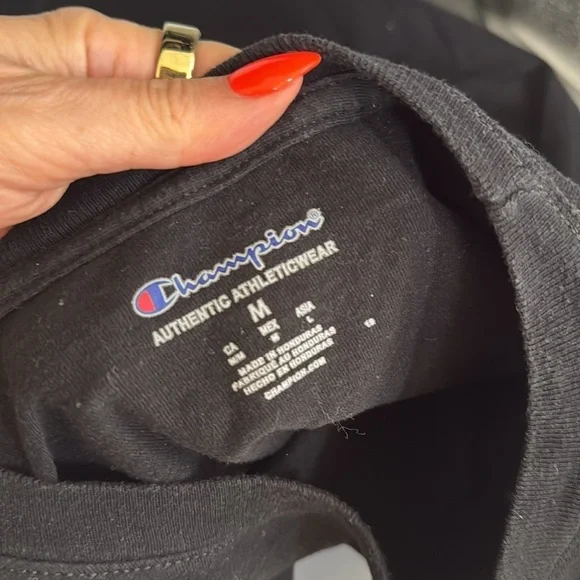 Champion®
AUTHENTIC ATHLETICWEAR
M
CA MEX ASIA
M/M M L
MADE IN HONDURAS
FABRIQUÉ AU HONDURAS
HECHO EN HONDURAS
CHAMPION.COM